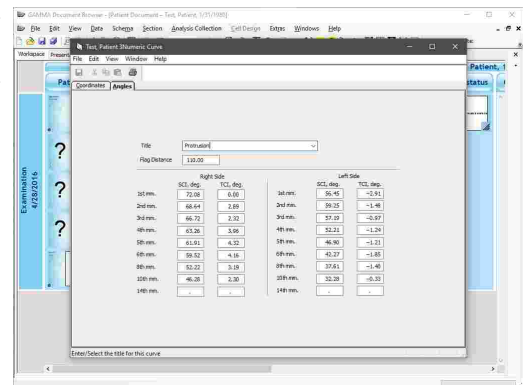 GAMMA Document Browser - [Patient Document - Test, Patient, 1/31/1980]
File Edit View Data Schema Section Analysis Collection Cell Design Extras Windows Help
Workspace Present
Test, Patient 3Numeric Curve
File Edit View Window Help
Patient, 1
Coordinates Angles
Pat
status
Title Protrusion
Flag Distance 110.00
Right Side Left Side
SCI, deg. TCI, deg. SCI, deg. TCI, deg.
1st mm. 72.08 0.00 1st mm. 56.45 -2.91
2nd mm. 68.64 2.89 2nd mm. 59.25 -1.48
3rd mm. 66.72 2.32 3rd mm. 57.19 -0.97
4th mm. 63.26 3.96 4th mm. 52.21 -1.24
5th mm. 61.91 4.32 5th mm. 46.90 -1.21
6th mm. 59.52 4.16 6th mm. 42.27 -1.85
8th mm. 52.22 3.19 8th mm. 37.61 -1.40
10th mm. 46.28 2.30 10th mm. 32.28 -0.33
14th mm. . . 14th mm. . .
Examination
4/28/2016
?
?
?
Enter/Select the title for this curve